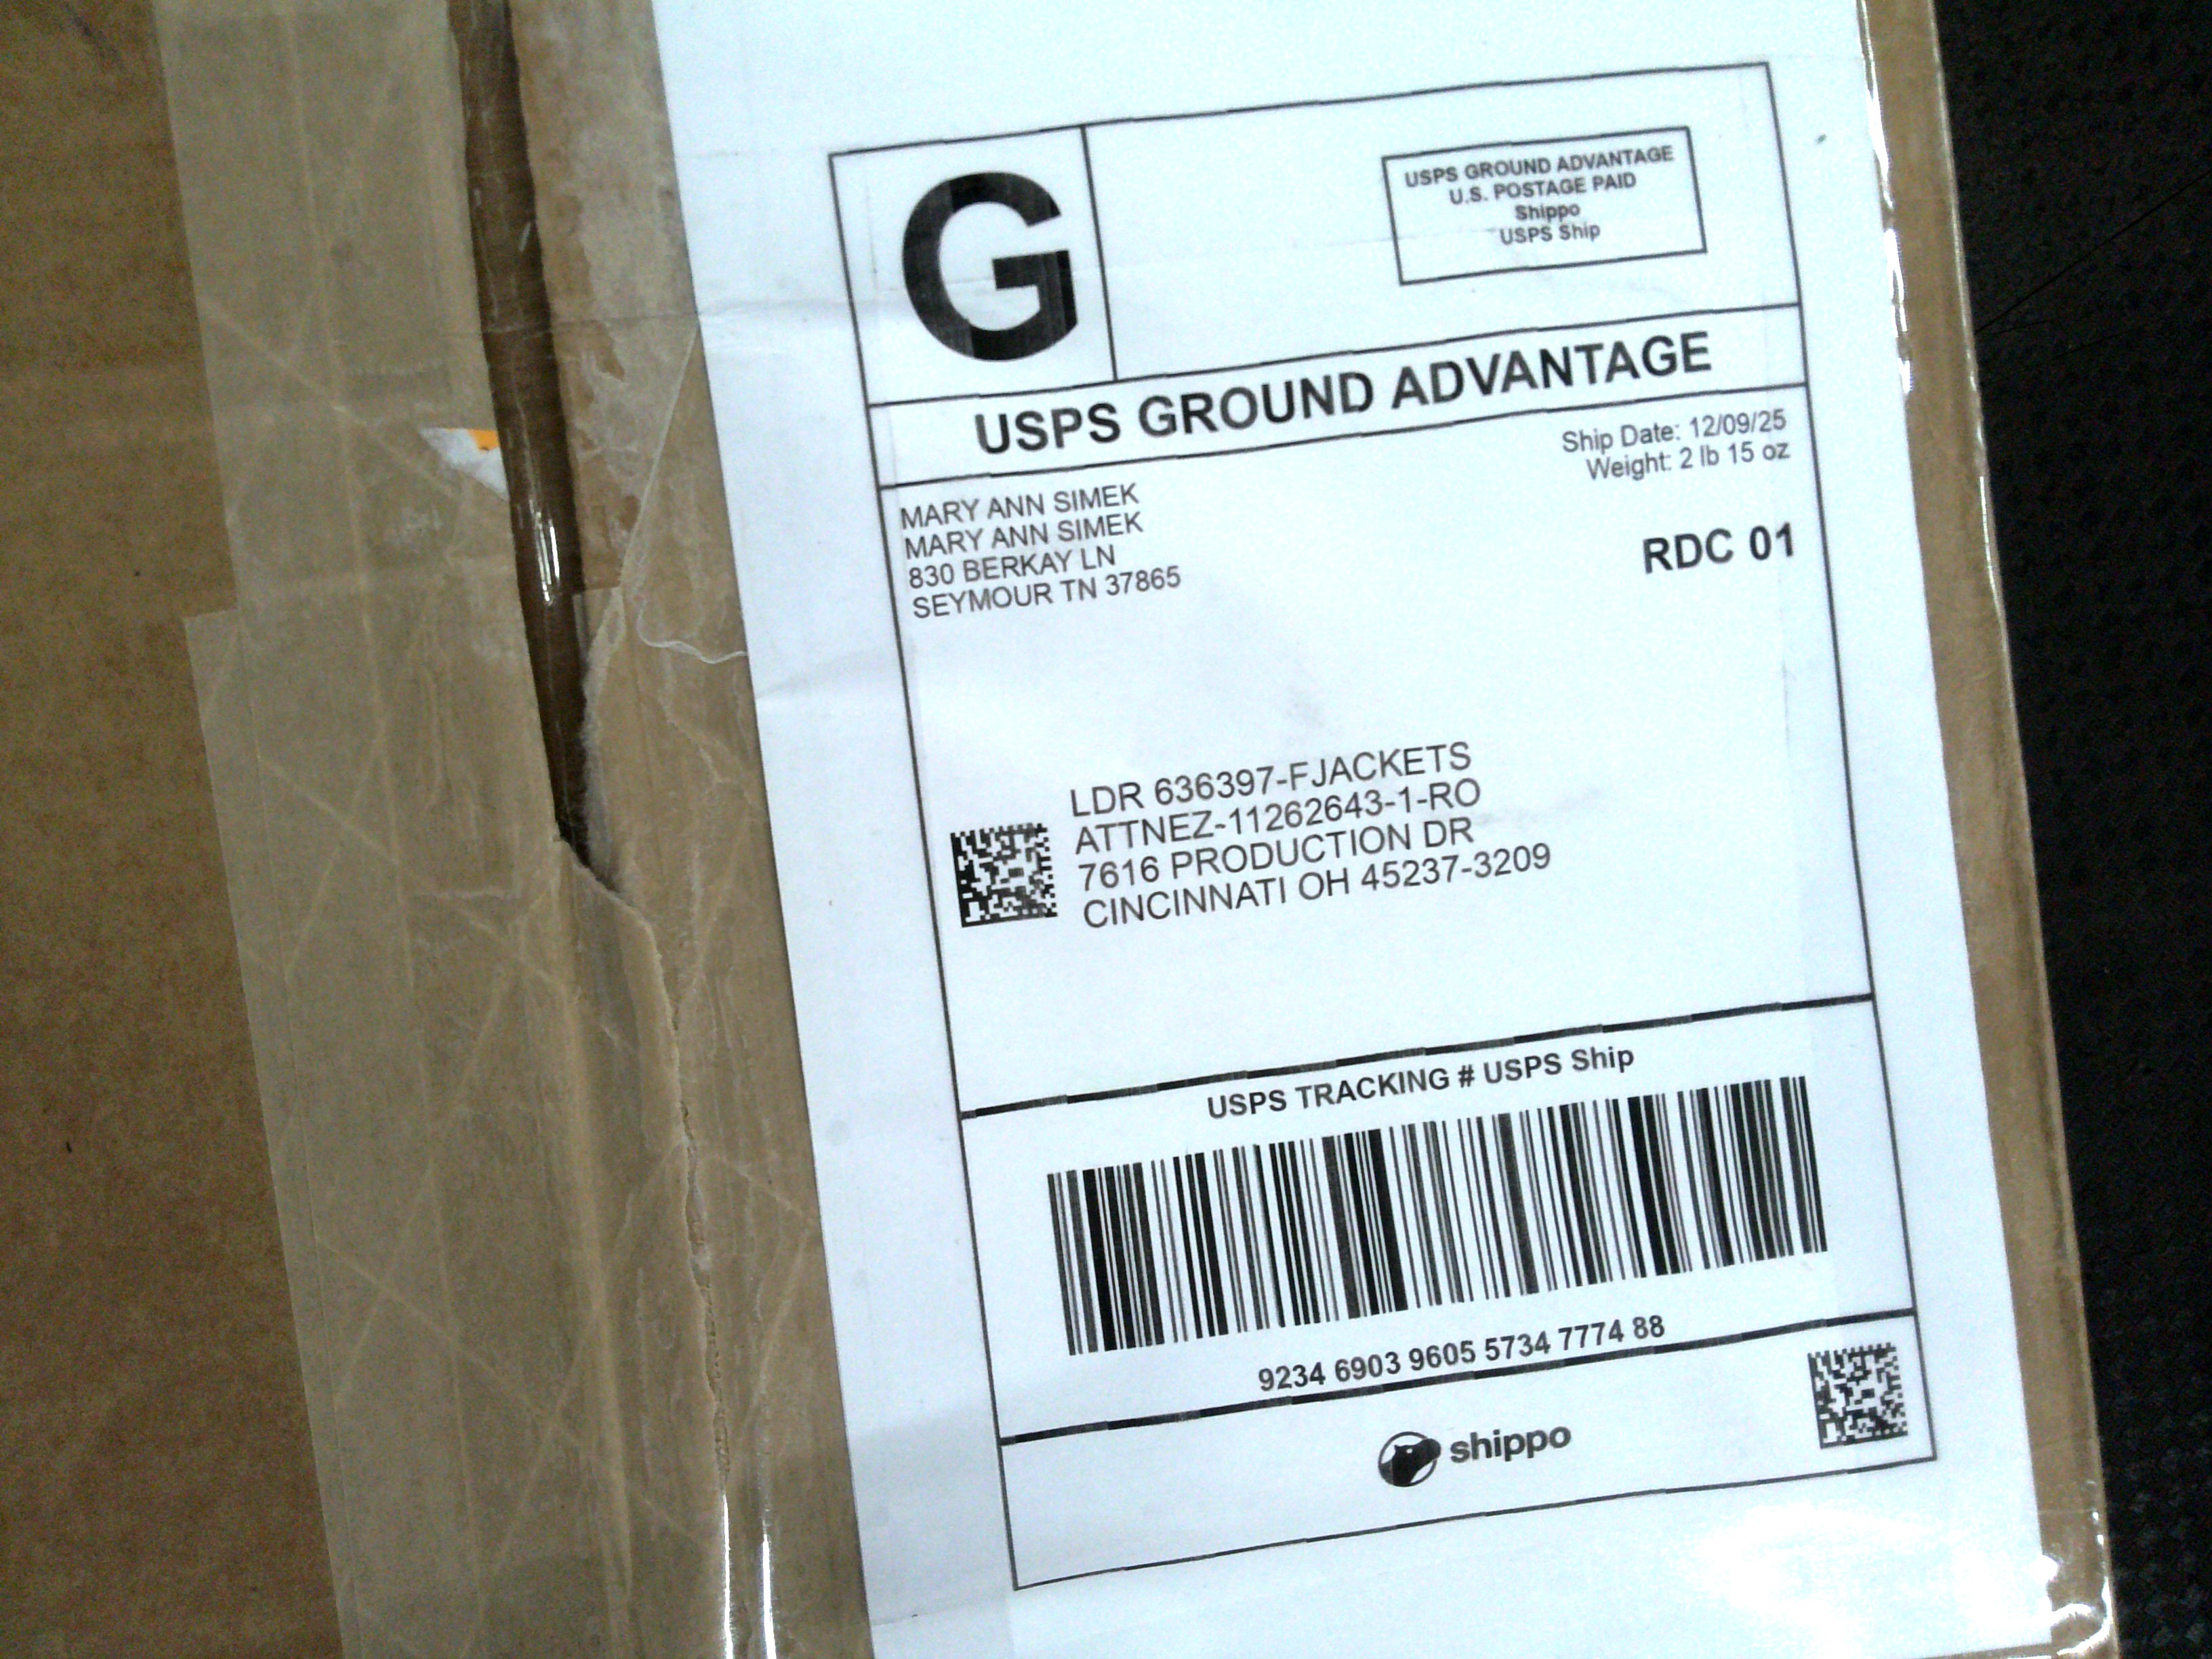 G
USPS GROUND ADVANTAGE
U.S. POSTAGE PAID
Shippo
USPS Ship
USPS GROUND ADVANTAGE
Ship Date: 12/09/25
Weight: 2 lb 15 oz
MARY ANN SIMEK
MARY ANN SIMEK
830 BERKAY LN
SEYMOUR TN 37865
RDC 01
LDR 636397-FJACKETS
ATTNEZ-11262643-1-RO
7616 PRODUCTION DR
CINCINNATI OH 45237-3209
USPS TRACKING # USPS Ship
9234 6903 9605 5734 7774 88
shippo